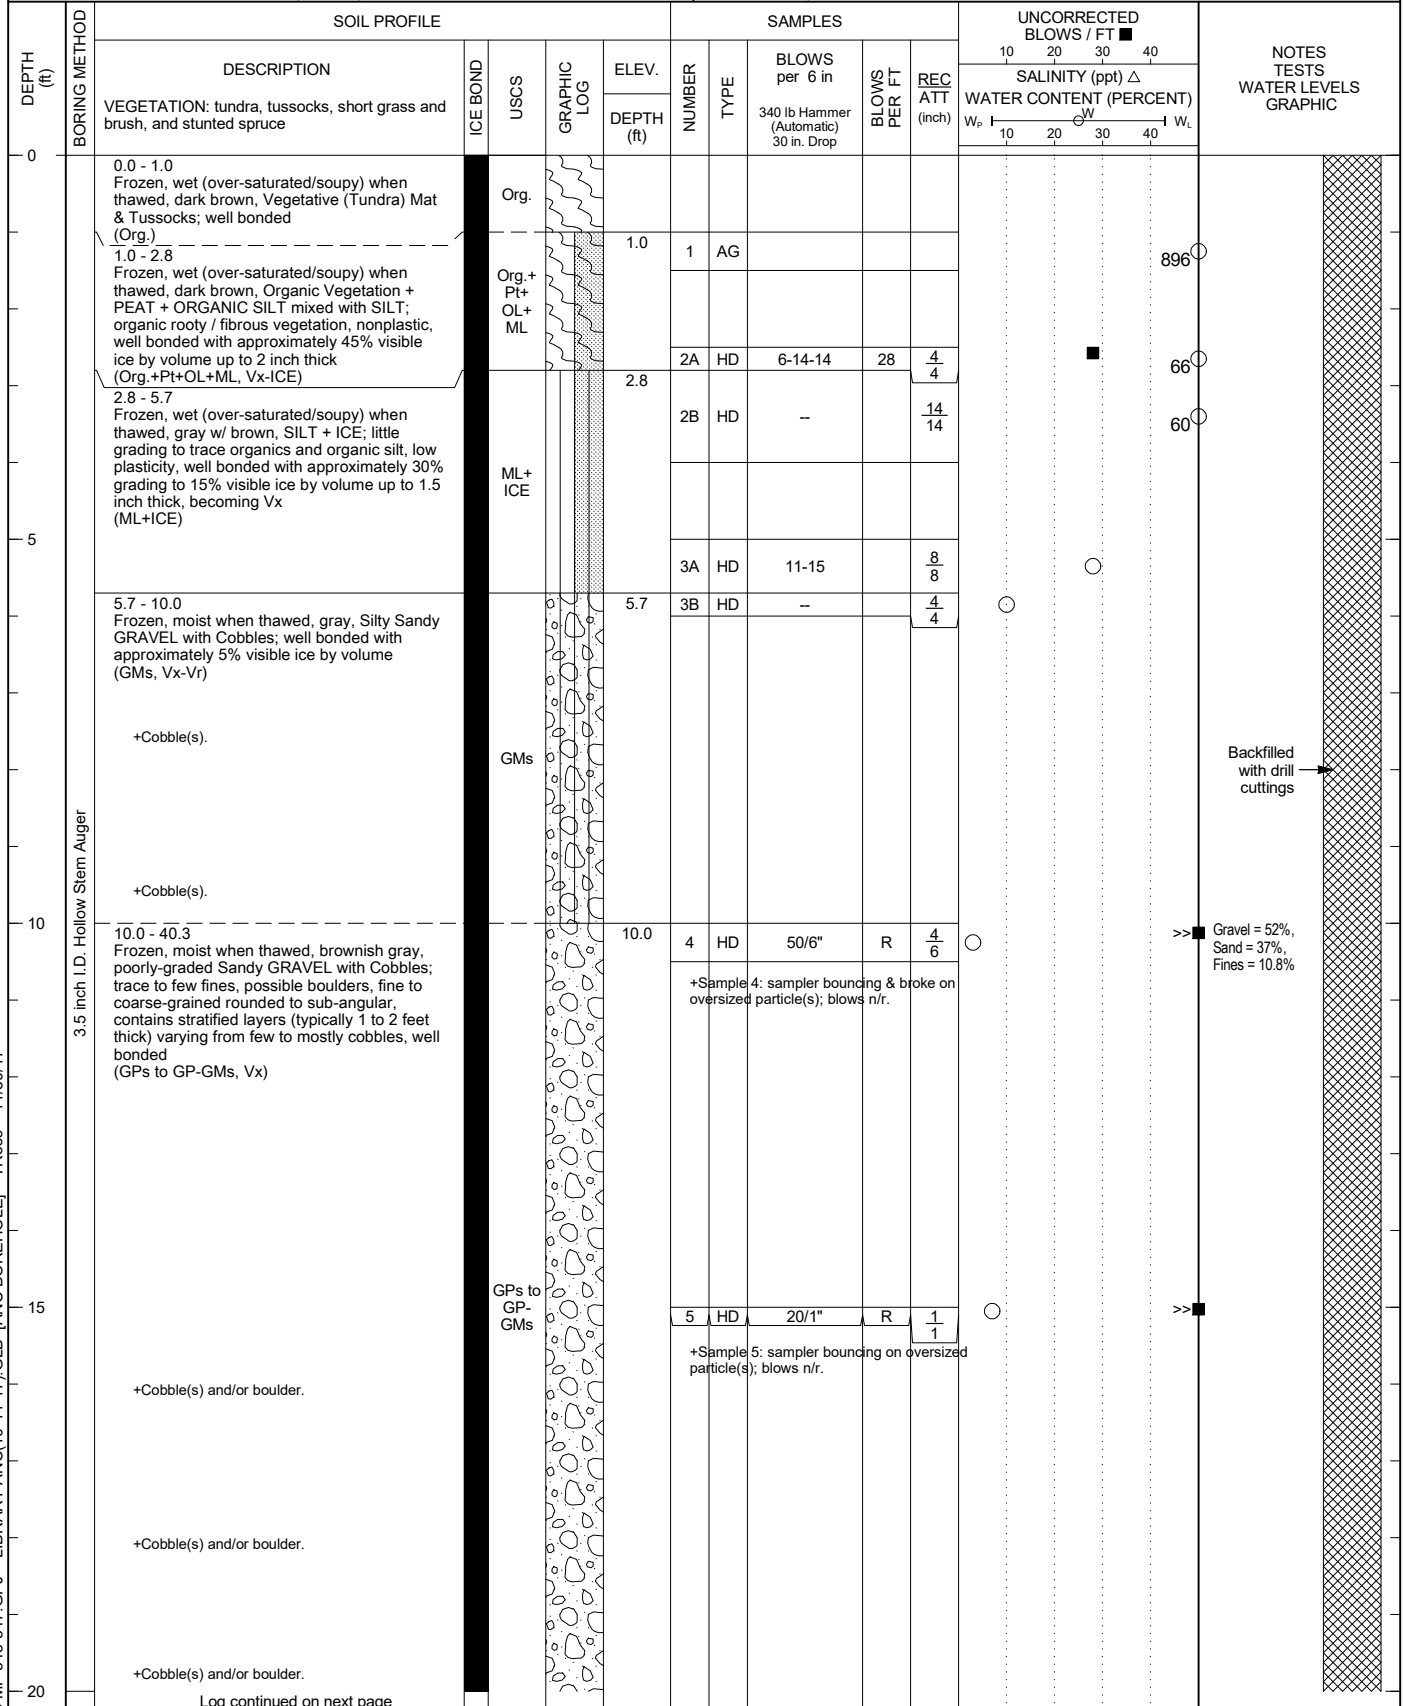 DEPTH
(ft)
BORING METHOD
SOIL PROFILE
DESCRIPTION
VEGETATION: tundra, tussocks, short grass and
brush, and stunted spruce
ICE BOND
USCS
GRAPHIC
LOG
ELEV.
DEPTH
(ft)
SAMPLES
NUMBER
TYPE
BLOWS
per 6 in
340 lb Hammer
(Automatic)
30 in. Drop
BLOWS
PER FT
REC
ATT
(inch)
UNCORRECTED
BLOWS / FT ■
10 20 30 40
SALINITY (ppt) △
WATER CONTENT (PERCENT)
Wₚ W W_L
10 20 30 40
NOTES
TESTS
WATER LEVELS
GRAPHIC
0
3.5 inch I.D. Hollow Stem Auger
0.0 - 1.0
Frozen, wet (over-saturated/soupy) when
thawed, dark brown, Vegetative (Tundra) Mat
& Tussocks; well bonded
(Org.)
Org.
1.0 - 2.8
Frozen, wet (over-saturated/soupy) when
thawed, dark brown, Organic Vegetation +
PEAT + ORGANIC SILT mixed with SILT;
organic rooty / fibrous vegetation, nonplastic,
well bonded with approximately 45% visible
ice by volume up to 2 inch thick
(Org.+Pt+OL+ML, Vx-ICE)
Org.+
Pt+
OL+
ML
1.0
1 AG
896
2A HD 6-14-14 28 4
4
66
2.8 - 5.7
Frozen, wet (over-saturated/soupy) when
thawed, gray w/ brown, SILT + ICE; little
grading to trace organics and organic silt, low
plasticity, well bonded with approximately 30%
grading to 15% visible ice by volume up to 1.5
inch thick, becoming Vx
(ML+ICE)
ML+
ICE
2.8
2B HD -- 14
14
60
5
3A HD 11-15 8
8
5.7 - 10.0
Frozen, moist when thawed, gray, Silty Sandy
GRAVEL with Cobbles; well bonded with
approximately 5% visible ice by volume
(GMs, Vx-Vr)
5.7
3B HD -- 4
4
+Cobble(s).
GMs
Backfilled
with drill
cuttings
+Cobble(s).
10
10.0 - 40.3
Frozen, moist when thawed, brownish gray,
poorly-graded Sandy GRAVEL with Cobbles;
trace to few fines, possible boulders, fine to
coarse-grained rounded to sub-angular,
contains stratified layers (typically 1 to 2 feet
thick) varying from few to mostly cobbles, well
bonded
(GPs to GP-GMs, Vx)
10.0
4 HD 50/6" R 4
6
>>
Gravel = 52%,
Sand = 37%,
Fines = 10.8%
+Sample 4: sampler bouncing & broke on
oversized particle(s); blows n/r.
15
GPs to
GP-
GMs
5 HD 20/1" R 1
1
>>
+Sample 5: sampler bouncing on oversized
particle(s); blows n/r.
+Cobble(s) and/or boulder.
+Cobble(s) and/or boulder.
+Cobble(s) and/or boulder.
20
Log continued on next page